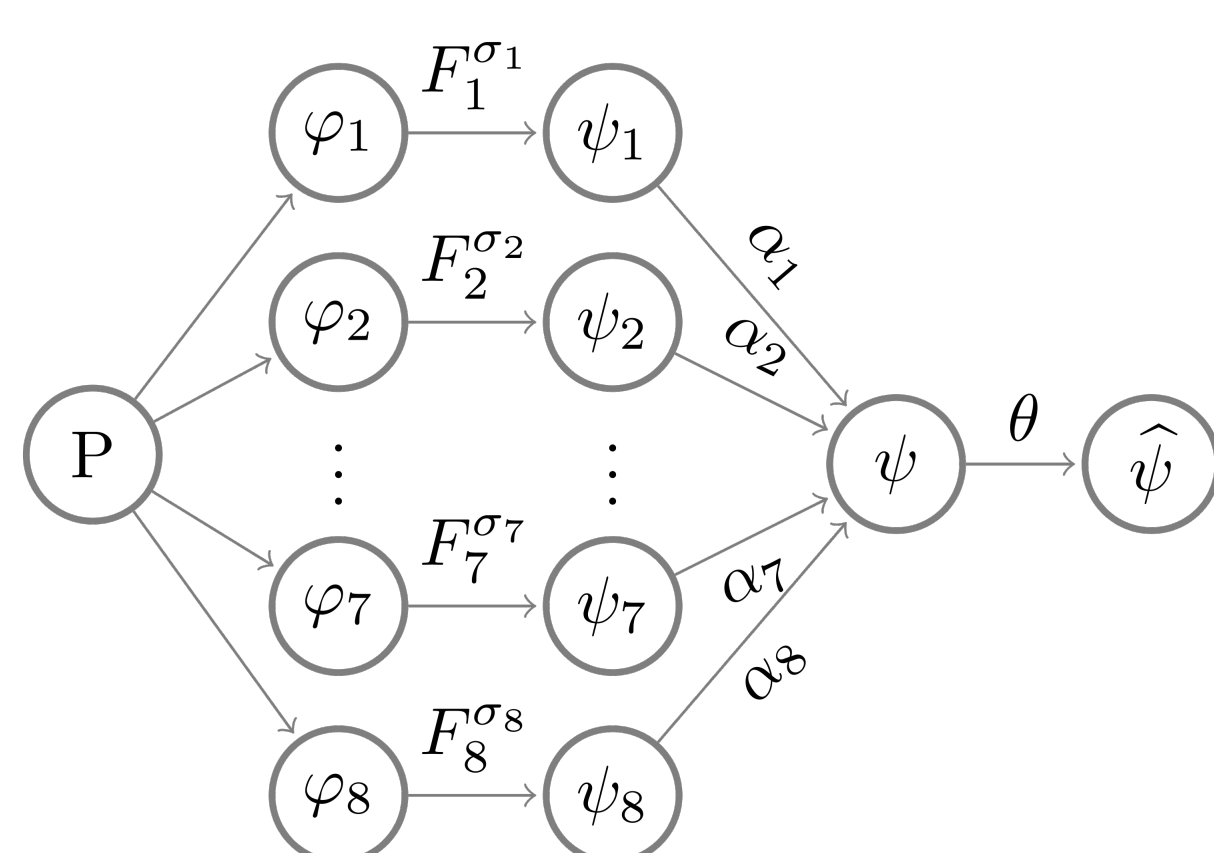 F₁^σ₁
φ₁ ψ₁
α₁
F₂^σ₂
φ₂ ψ₂
α₂
P ⋮ ⋮ ψ θ ψ̂
F₇^σ₇
φ₇ ψ₇
α₇
α₈
F₈^σ₈
φ₈ ψ₈